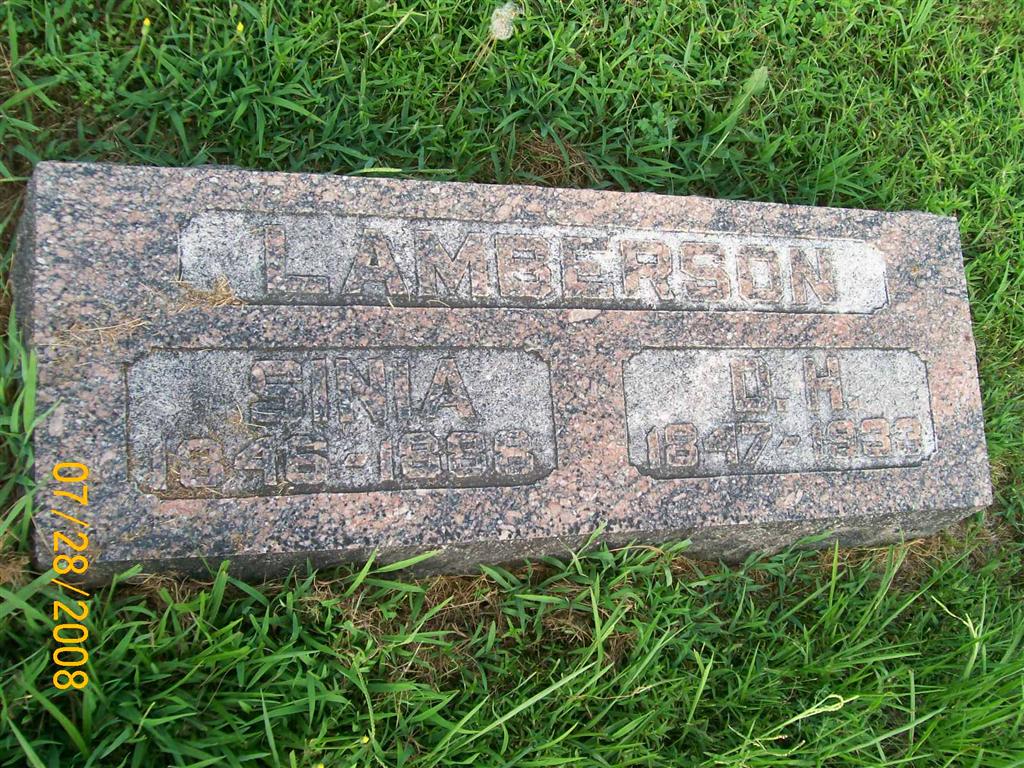 LAMBERSON
SINIA
1846-1888
D. H.
1847-1933
07/28/2008